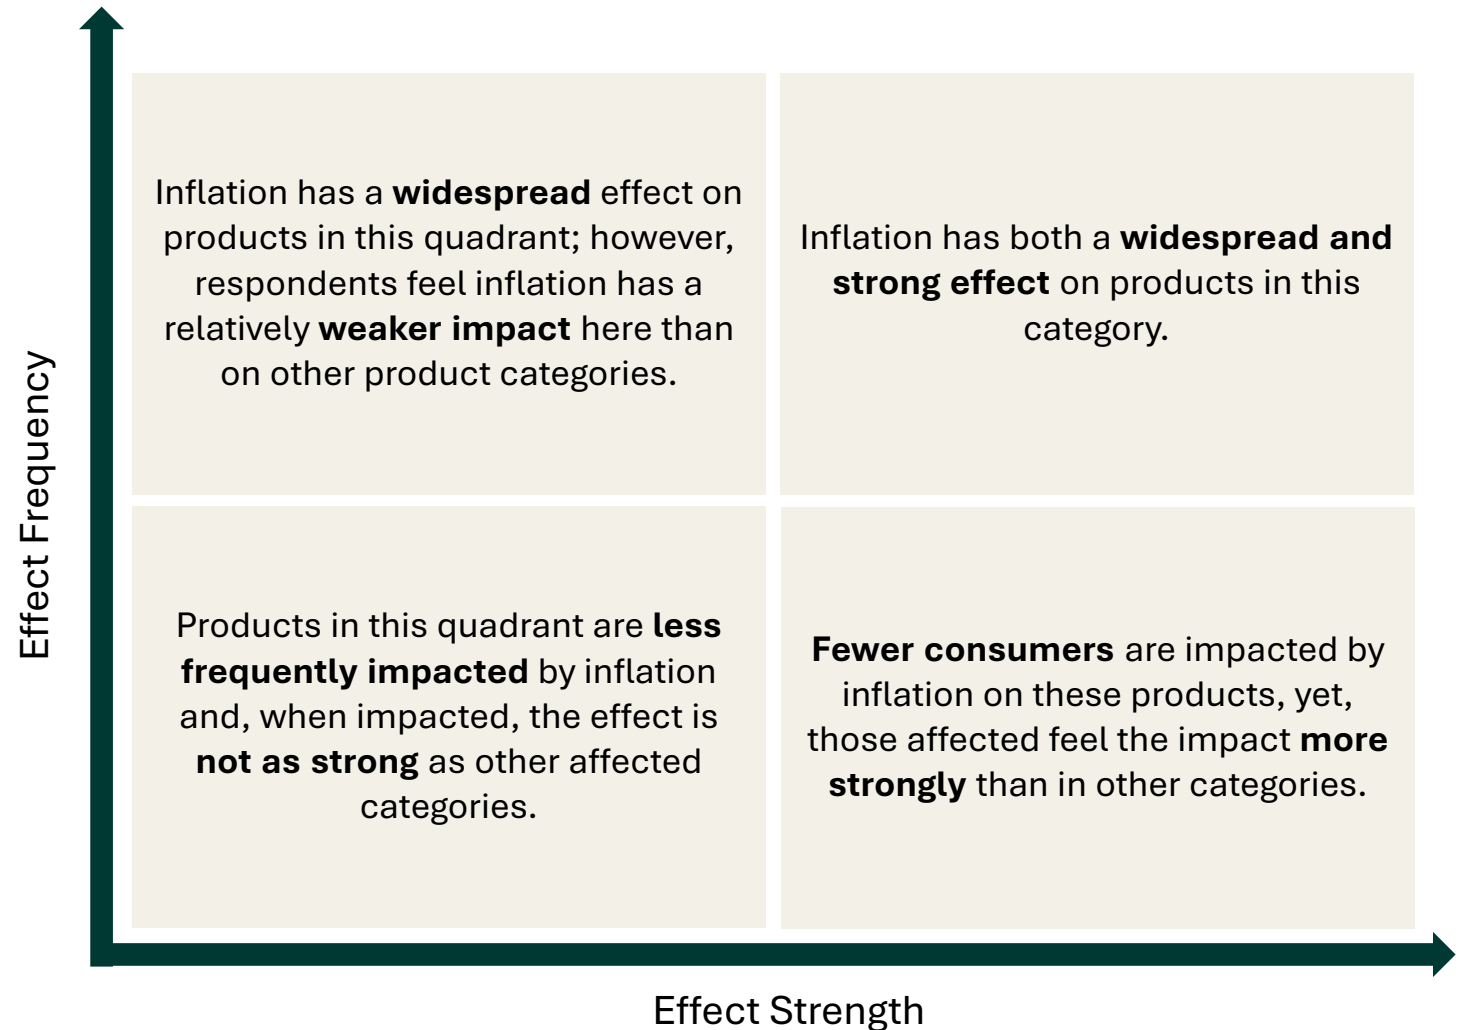 Effect Frequency
Inflation has a widespread effect on
products in this quadrant; however,
respondents feel inflation has a
relatively weaker impact here than
on other product categories.
Inflation has both a widespread and
strong effect on products in this
category.
Products in this quadrant are less
frequently impacted by inflation
and, when impacted, the effect is
not as strong as other affected
categories.
Fewer consumers are impacted by
inflation on these products, yet,
those affected feel the impact more
strongly than in other categories.
Effect Strength